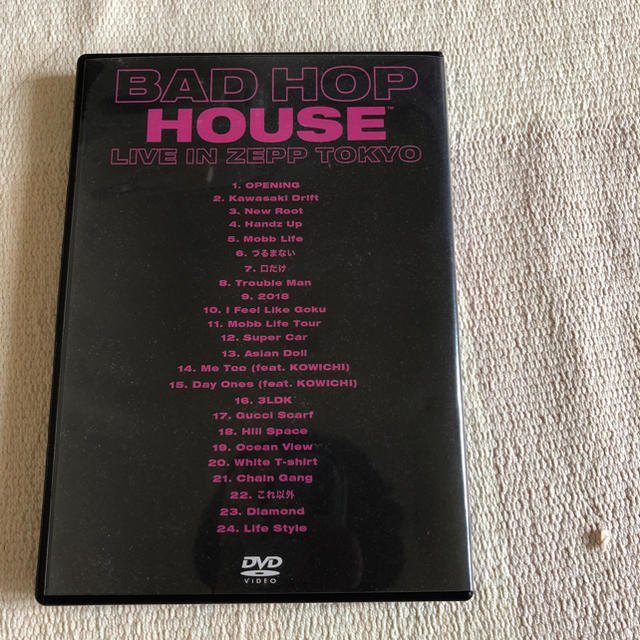 BAD HOP
HOUSE™
LIVE IN ZEPP TOKYO
1. OPENING
2. Kawasaki Drift
3. New Root
4. Handz Up
5. Mobb Life
6. つるまない
7. 口だけ
8. Trouble Man
9. 2018
10. I Feel Like Goku
11. Mobb Life Tour
12. Super Car
13. Asian Doll
14. Me Too (feat. KOWICHI)
15. Day Ones (feat. KOWICHI)
16. 3LDK
17. Gucci Scarf
18. Hill Space
19. Ocean View
20. White T-shirt
21. Chain Gang
22. これ以外
23. Diamond
24. Life Style
DVD
VIDEO